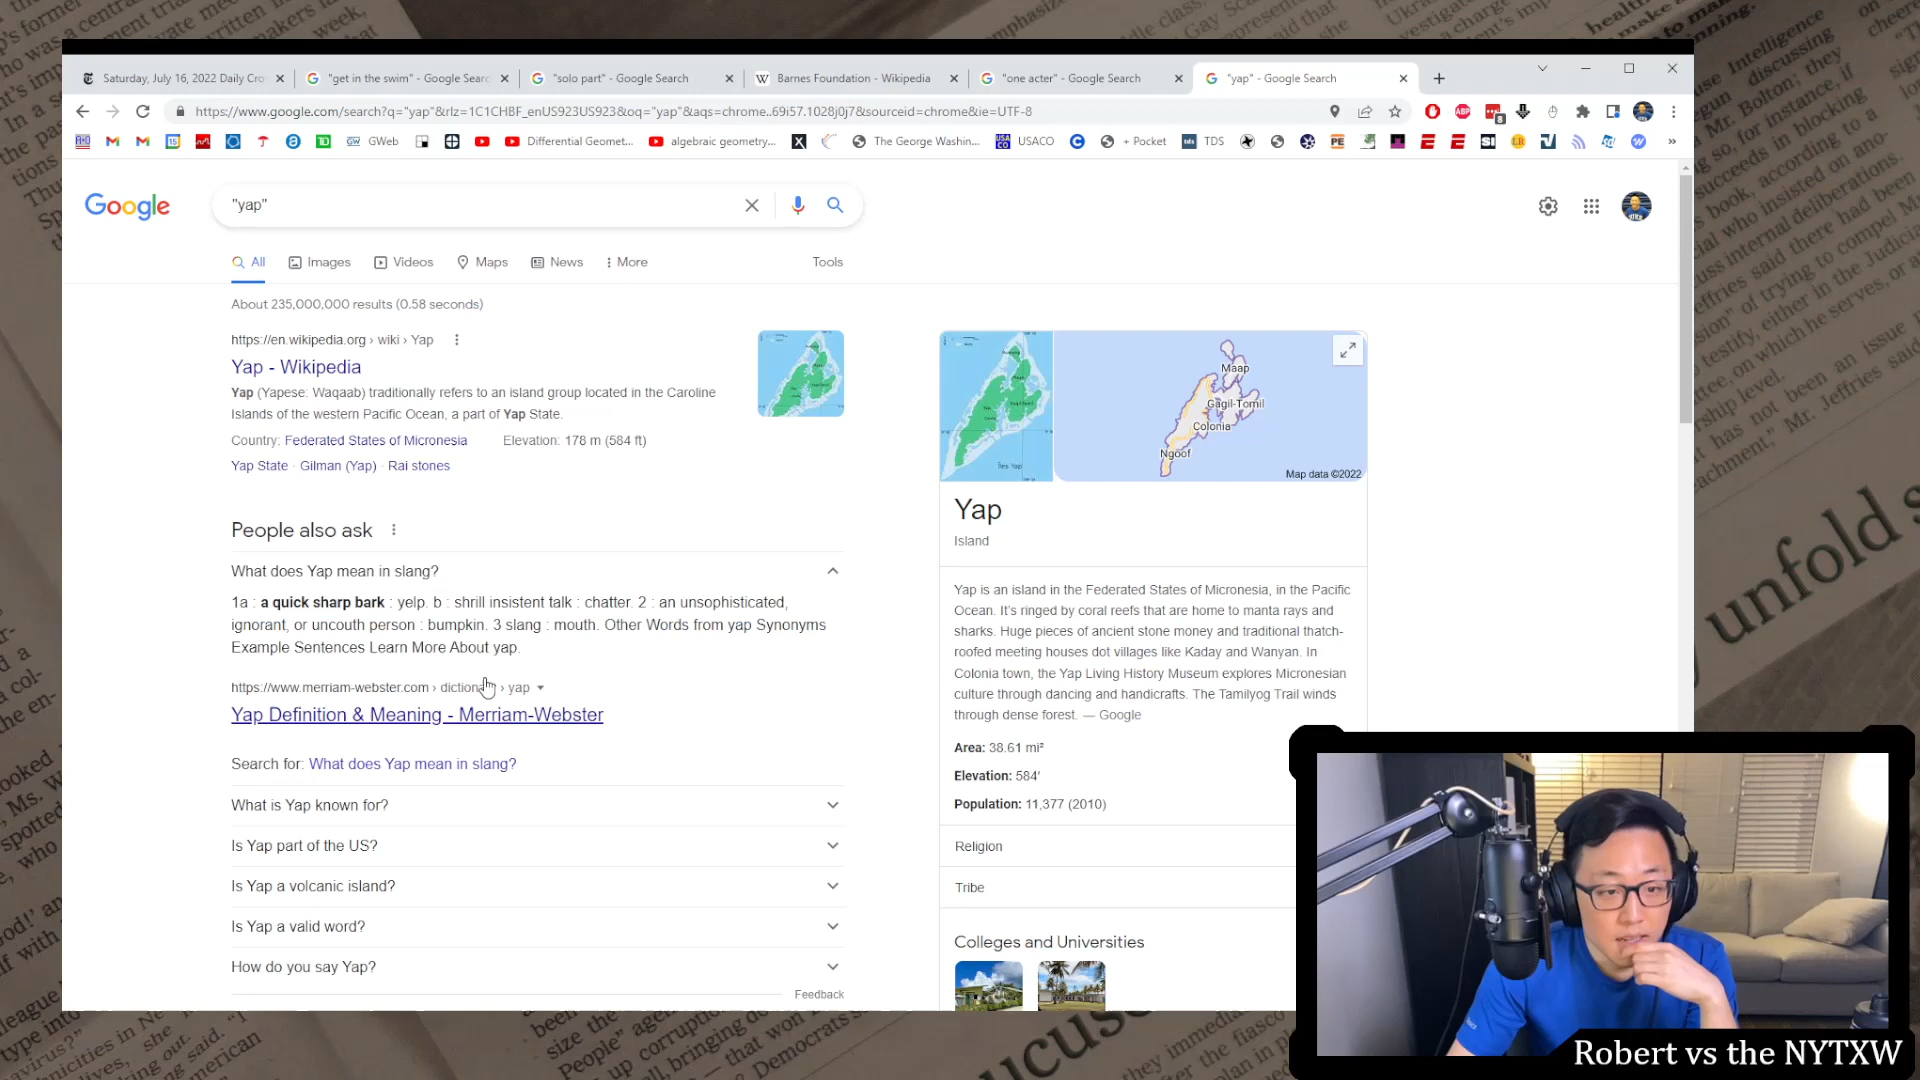 Saturday, July 16, 2022 Daily Cro
"get in the swim" - Google Searc
"solo part" - Google Search
Barnes Foundation - Wikipedia
"one acter" - Google Search
"yap" - Google Search
https://www.google.com/search?q="yap"&rlz=1C1CHBF_enUS923US923&oq="yap"&aqs=chrome..69i57.1028j0j7&sourceid=chrome&ie=UTF-8
GWeb
Differential Geomet...
algebraic geometry...
The George Washin...
USACO
+ Pocket
TDS
Google
"yap"
All
Images
Videos
Maps
News
More
Tools
About 235,000,000 results (0.58 seconds)
https://en.wikipedia.org › wiki › Yap
Yap - Wikipedia
Yap (Yapese: Waqaab) traditionally refers to an island group located in the Caroline
Islands of the western Pacific Ocean, a part of Yap State.
Country: Federated States of Micronesia Elevation: 178 m (584 ft)
Yap State · Gilman (Yap) · Rai stones
People also ask
What does Yap mean in slang?
1a : a quick sharp bark : yelp. b : shrill insistent talk : chatter. 2 : an unsophisticated,
ignorant, or uncouth person : bumpkin. 3 slang : mouth. Other Words from yap Synonyms
Example Sentences Learn More About yap.
https://www.merriam-webster.com › diction › yap
Yap Definition & Meaning - Merriam-Webster
Search for: What does Yap mean in slang?
What is Yap known for?
Is Yap part of the US?
Is Yap a volcanic island?
Is Yap a valid word?
How do you say Yap?
Feedback
Maap
Gagil-Tomil
Colonia
Ngoof
Map data ©2022
Yap
Island
Yap is an island in the Federated States of Micronesia, in the Pacific
Ocean. It's ringed by coral reefs that are home to manta rays and
sharks. Huge pieces of ancient stone money and traditional thatch-
roofed meeting houses dot villages like Kaday and Wanyan. In
Colonia town, the Yap Living History Museum explores Micronesian
culture through dancing and handicrafts. The Tamilyog Trail winds
through dense forest. — Google
Area: 38.61 mi²
Elevation: 584′
Population: 11,377 (2010)
Religion
Tribe
Colleges and Universities
unfold
Robert vs the NYTXW